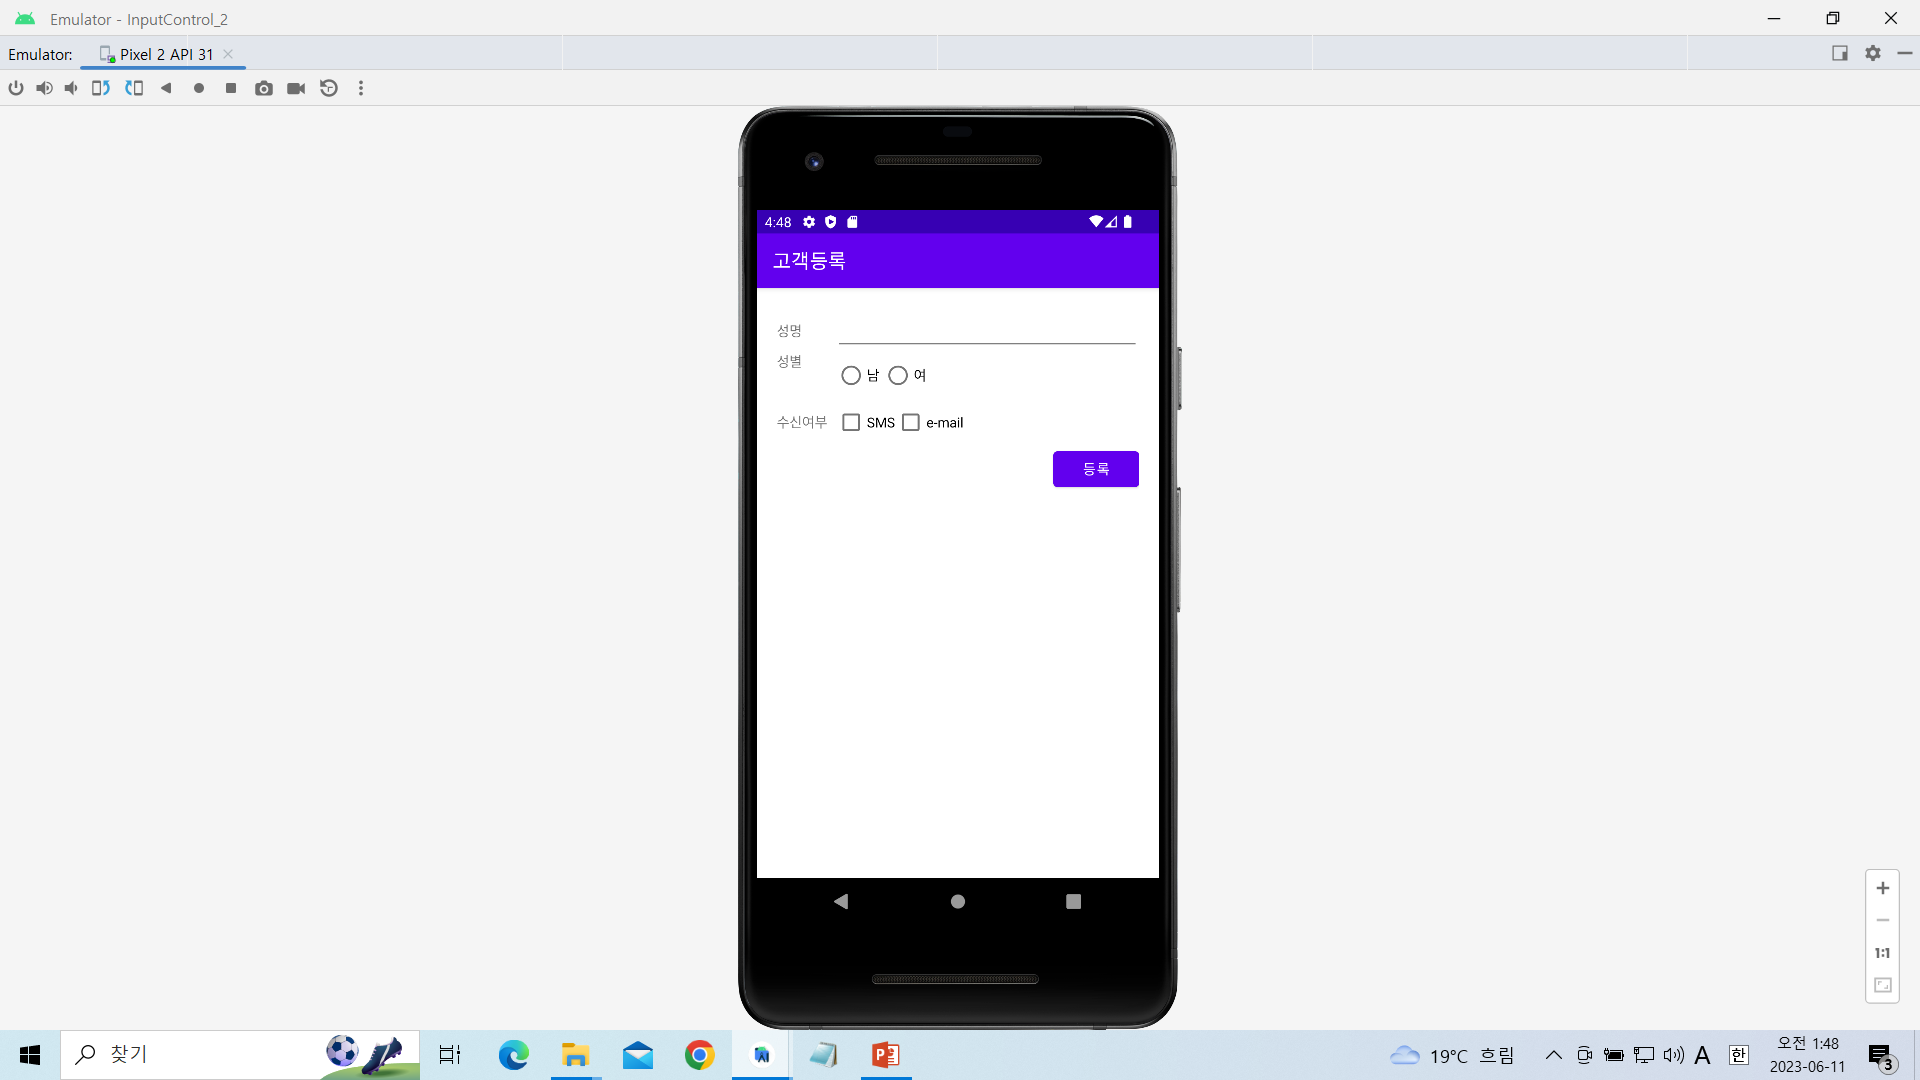 Emulator - InputControl_2
Emulator: Pixel 2 API 31
4:48
고객등록
성명
성별
남 여
수신여부 SMS e-mail
등록
1:1
찾기
19°C 흐림 A 한 오전 1:48
2023-06-11 3